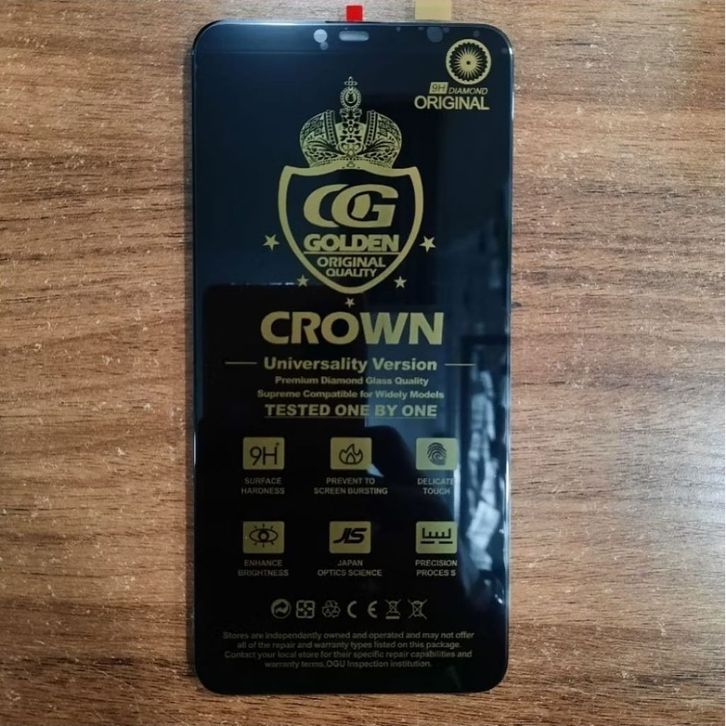 9H DIAMOND
ORIGINAL
CG
GOLDEN
ORIGINAL
QUALITY
CROWN
Universality Version
Premium Diamond Glass Quality
Supreme Compatible for Widely Models
TESTED ONE BY ONE
9H
SURFACE
HARDNESS
PREVENT TO
SCREEN BURSTING
DELICATE
TOUCH
ENHANCE
BRIGHTNESS
JIS
JAPAN
OPTICS SCIENCE
PRECISION
PROCES S
CE
Stores are independently owned and operated and may not offer
all of the repair and warranty types listed on this package.
Contact your local store for their specific repair capabilities and
warranty terms.OGU Inspection institution.